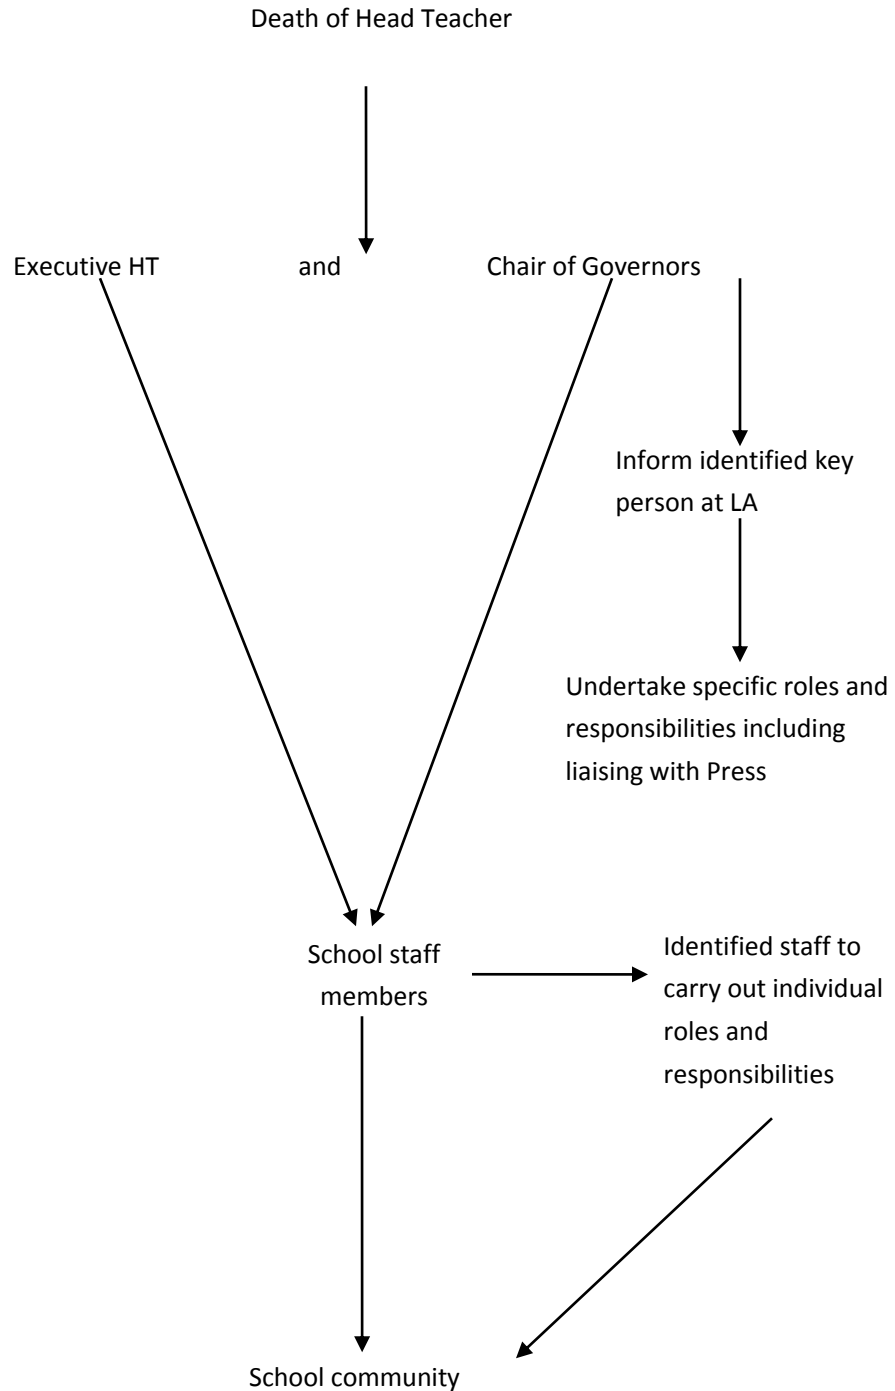 Death of Head Teacher
Executive HT and Chair of Governors
Inform identified key
person at LA
Undertake specific roles and
responsibilities including
liaising with Press
School staff
members
Identified staff to
carry out individual
roles and
responsibilities
School community